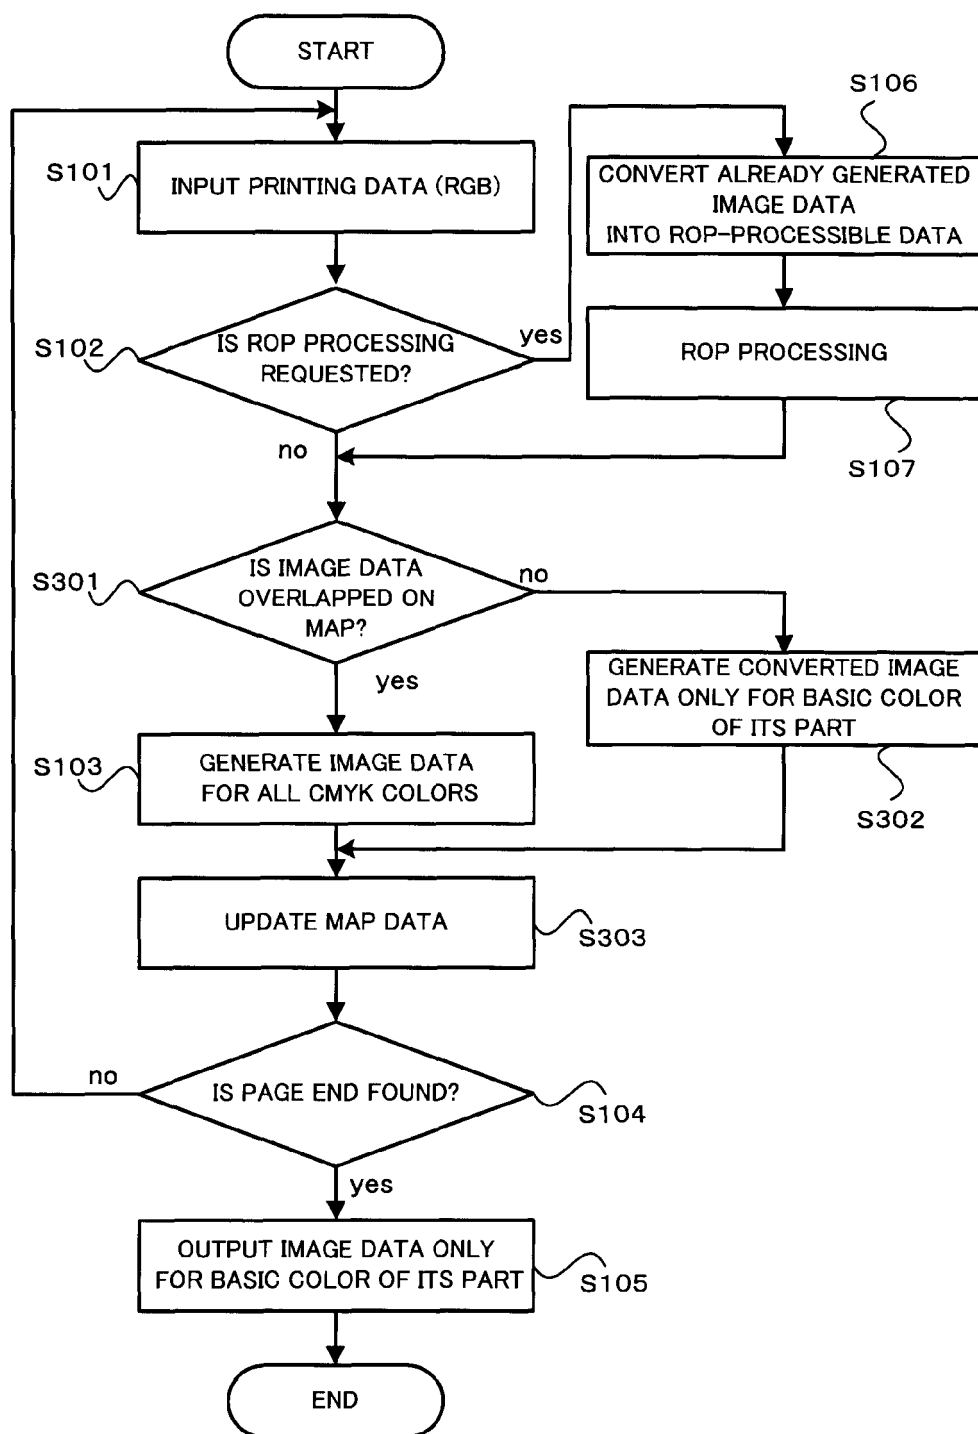 START
S106
S101
INPUT PRINTING DATA (RGB)
CONVERT ALREADY GENERATED
IMAGE DATA
INTO ROP-PROCESSIBLE DATA
S102
IS ROP PROCESSING
REQUESTED?
yes
ROP PROCESSING
no
S107
S301
IS IMAGE DATA
OVERLAPPED ON
MAP?
no
yes
GENERATE CONVERTED IMAGE
DATA ONLY FOR BASIC COLOR
OF ITS PART
S103
GENERATE IMAGE DATA
FOR ALL CMYK COLORS
S302
UPDATE MAP DATA
S303
no
IS PAGE END FOUND?
S104
yes
OUTPUT IMAGE DATA ONLY
FOR BASIC COLOR OF ITS PART
S105
END